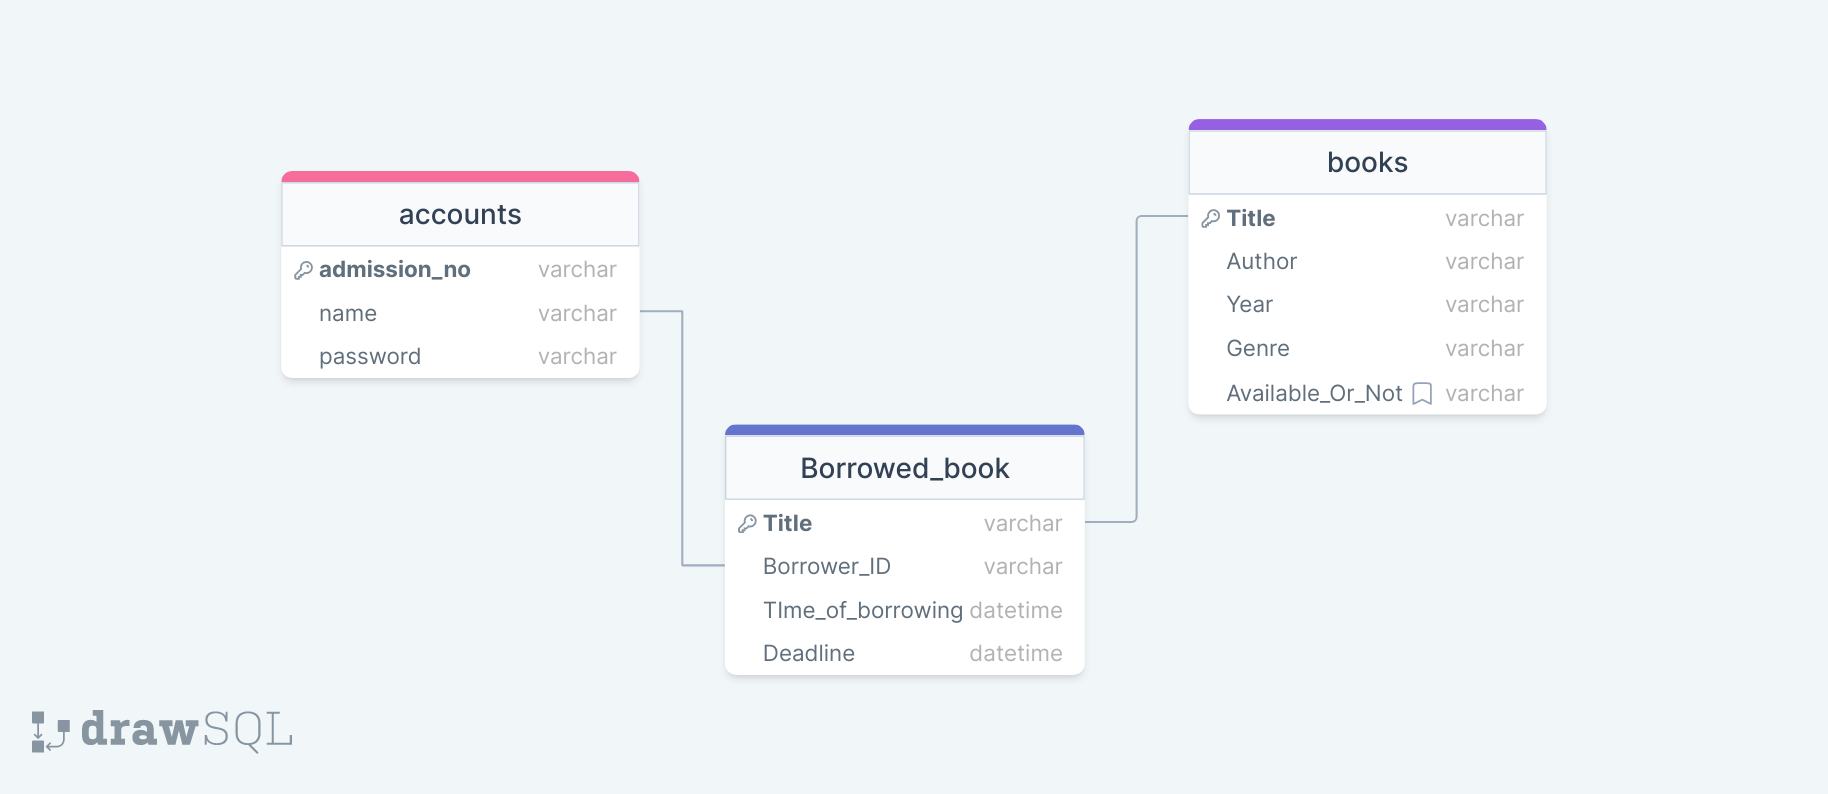 accounts
admission_no varchar
name varchar
password varchar
books
Title varchar
Author varchar
Year varchar
Genre varchar
Available_Or_Not varchar
Borrowed_book
Title varchar
Borrower_ID varchar
TIme_of_borrowing datetime
Deadline datetime
drawSQL